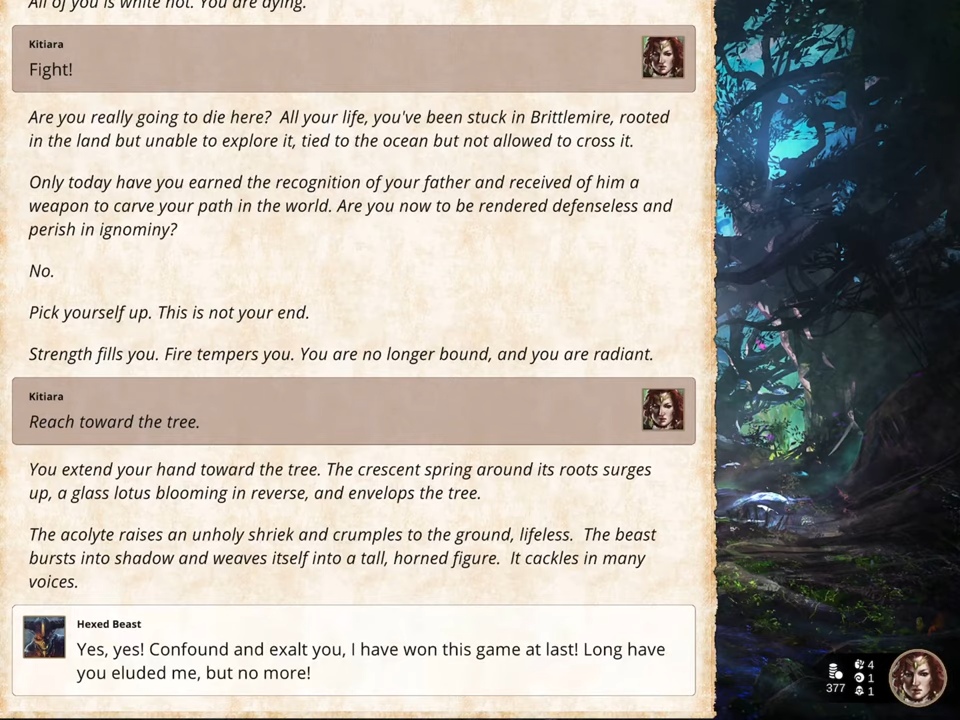 All of you is white hot. You are dying.
Kitiara
Fight!
Are you really going to die here?  All your life, you've been stuck in Brittlemire, rooted
in the land but unable to explore it, tied to the ocean but not allowed to cross it.
Only today have you earned the recognition of your father and received of him a
weapon to carve your path in the world. Are you now to be rendered defenseless and
perish in ignominy?
No.
Pick yourself up. This is not your end.
Strength fills you. Fire tempers you. You are no longer bound, and you are radiant.
Kitiara
Reach toward the tree.
You extend your hand toward the tree. The crescent spring around its roots surges
up, a glass lotus blooming in reverse, and envelops the tree.
The acolyte raises an unholy shriek and crumples to the ground, lifeless.  The beast
bursts into shadow and weaves itself into a tall, horned figure.  It cackles in many
voices.
Hexed Beast
Yes, yes! Confound and exalt you, I have won this game at last! Long have
you eluded me, but no more!
4
1
377
1